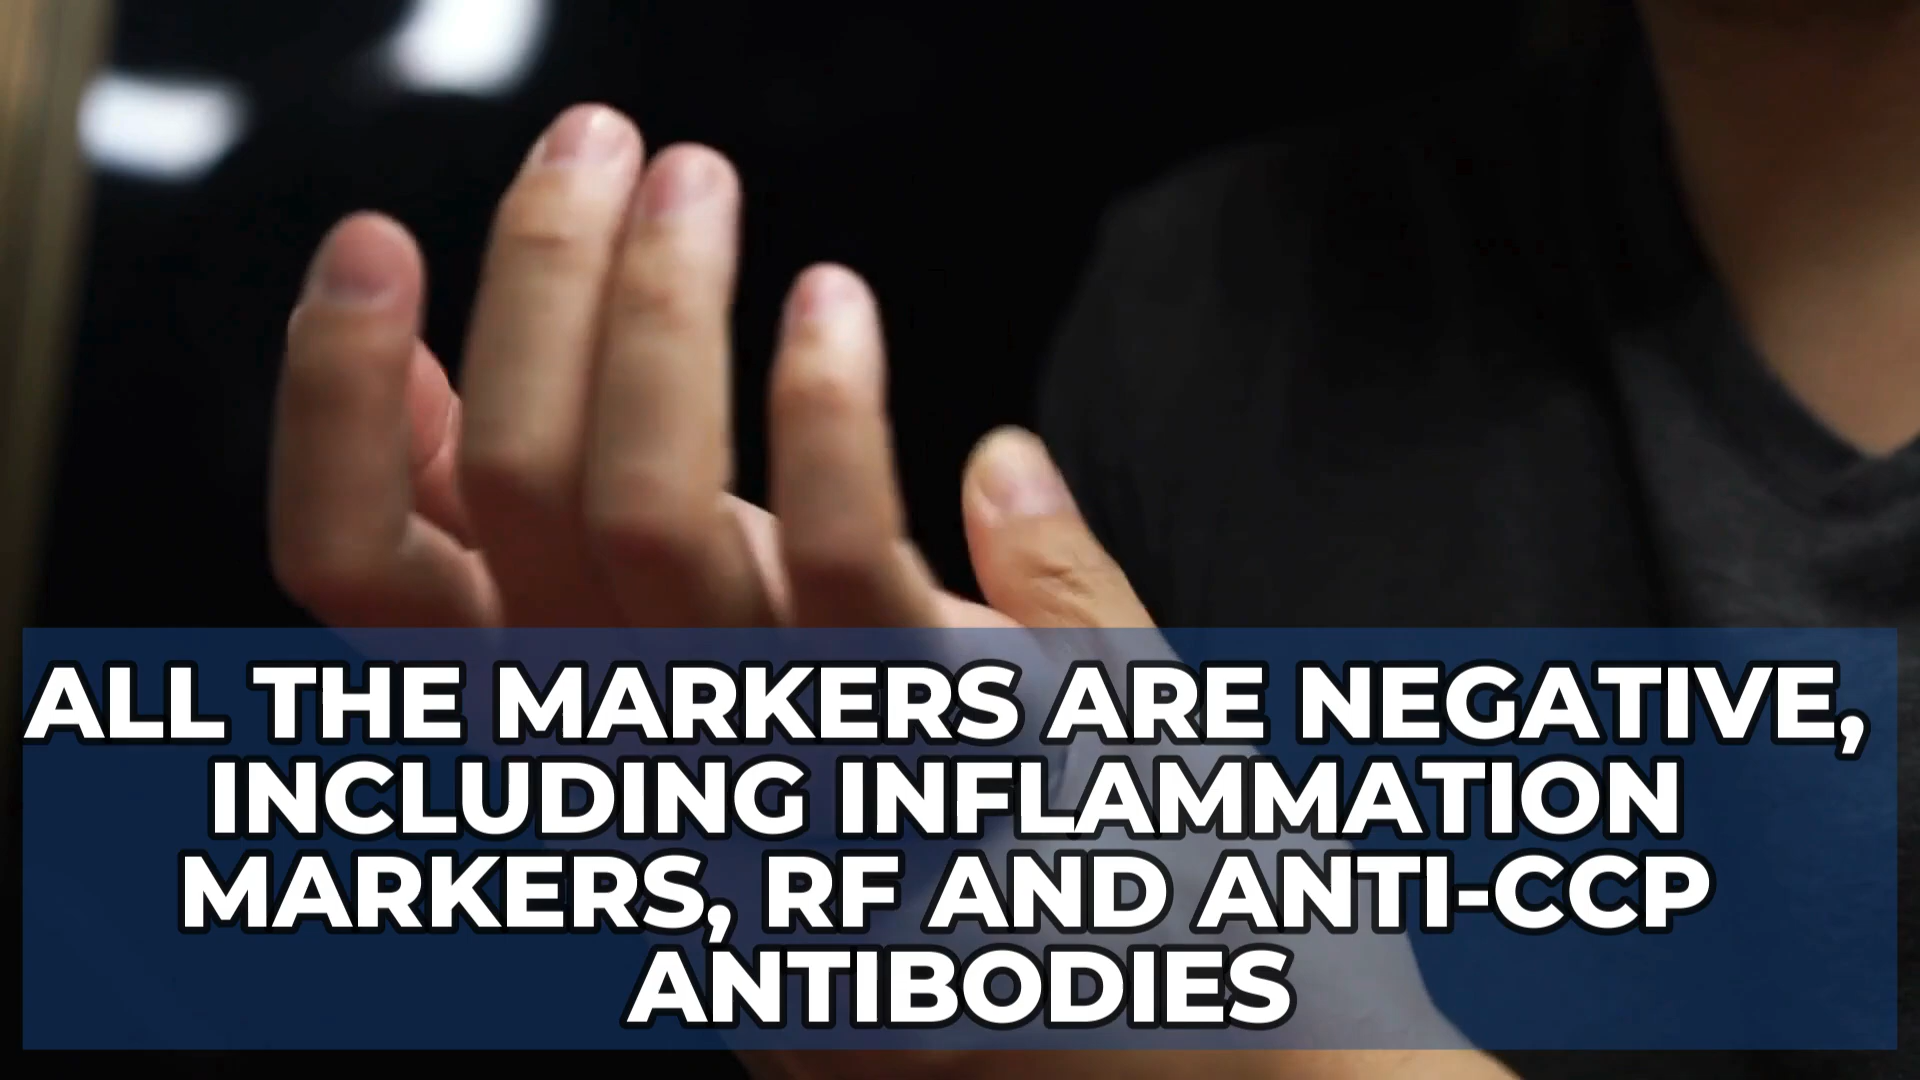 ALL THE MARKERS ARE NEGATIVE,
INCLUDING INFLAMMATION
MARKERS, RF AND ANTI-CCP
ANTIBODIES